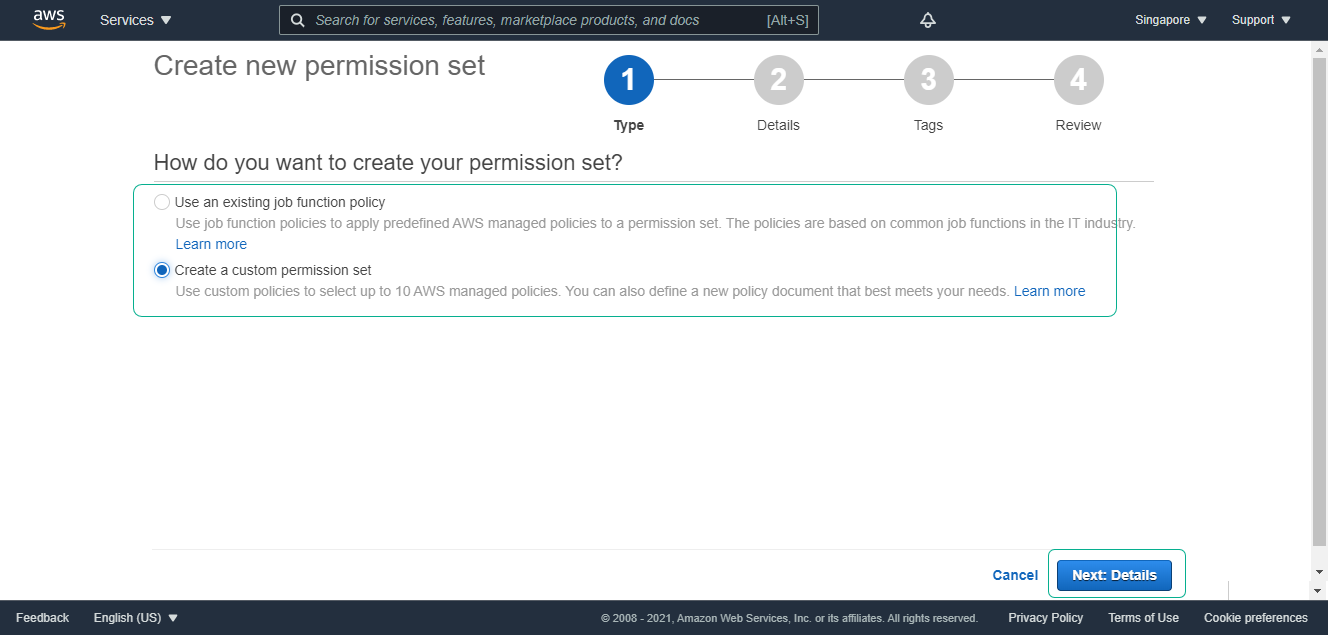 aws
Services
Search for services, features, marketplace products, and docs [Alt+S]
Singapore
Support
Create new permission set
1
2
3
4
Type
Details
Tags
Review
How do you want to create your permission set?
Use an existing job function policy
Use job function policies to apply predefined AWS managed policies to a permission set. The policies are based on common job functions in the IT industry.
Learn more
Create a custom permission set
Use custom policies to select up to 10 AWS managed policies. You can also define a new policy document that best meets your needs. Learn more
Cancel
Next: Details
Feedback
English (US)
© 2008 - 2021, Amazon Web Services, Inc. or its affiliates. All rights reserved.
Privacy Policy
Terms of Use
Cookie preferences